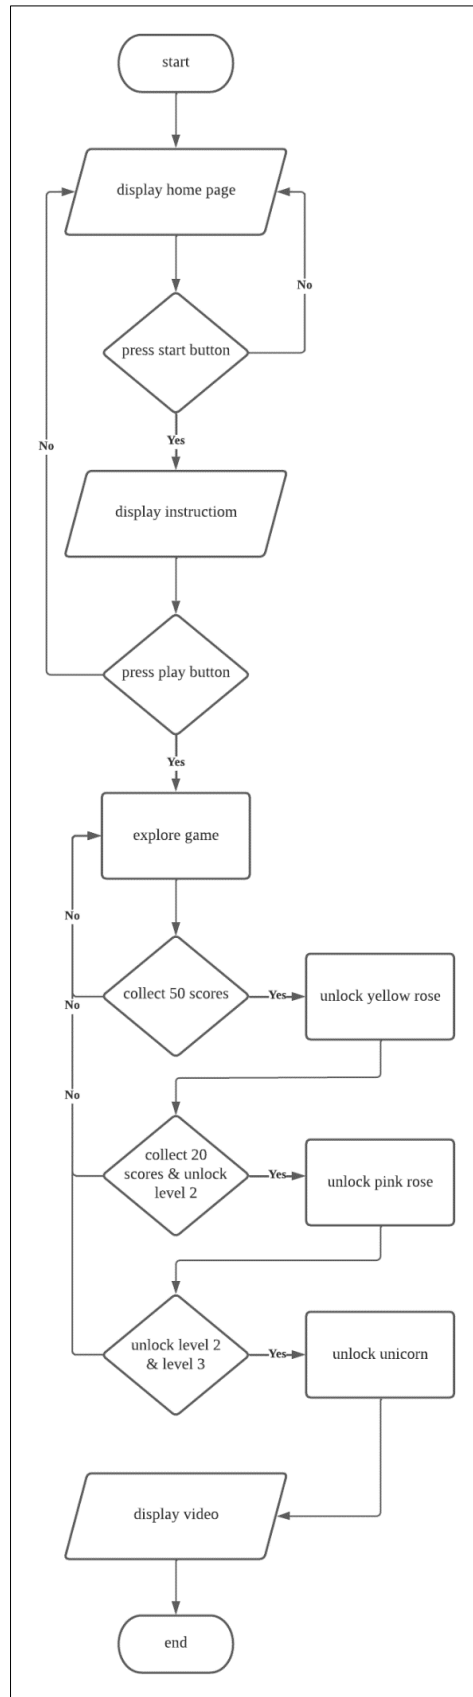 start
display home page
No
press start button
Yes
No
display instructiom
press play button
Yes
explore game
No
collect 50 scores
Yes
unlock yellow rose
No
No
collect 20
scores & unlock
level 2
Yes
unlock pink rose
unlock level 2
& level 3
Yes
unlock unicorn
display video
end